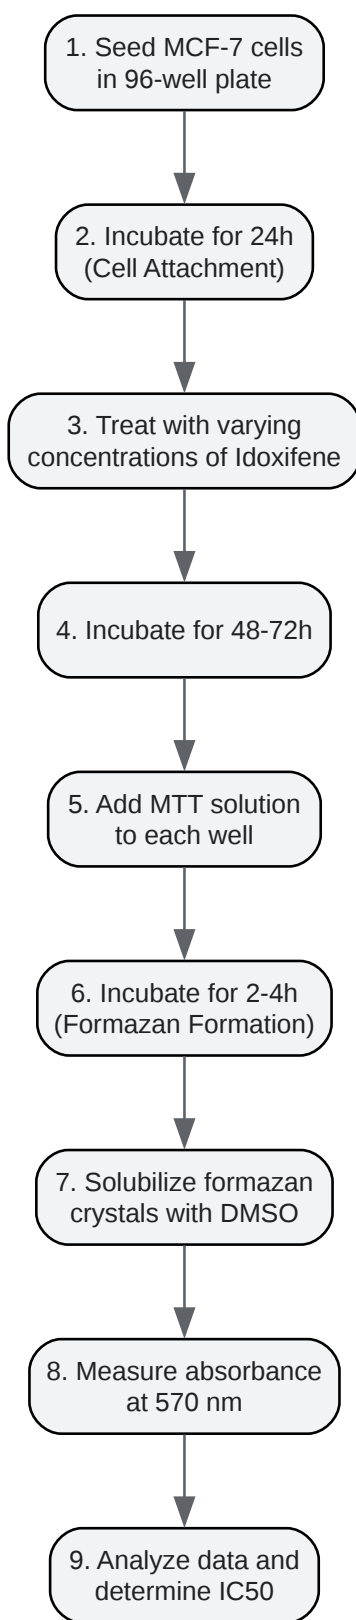 1. Seed MCF-7 cells
in 96-well plate
2. Incubate for 24h
(Cell Attachment)
3. Treat with varying
concentrations of Idoxifene
4. Incubate for 48-72h
5. Add MTT solution
to each well
6. Incubate for 2-4h
(Formazan Formation)
7. Solubilize formazan
crystals with DMSO
8. Measure absorbance
at 570 nm
9. Analyze data and
determine IC50